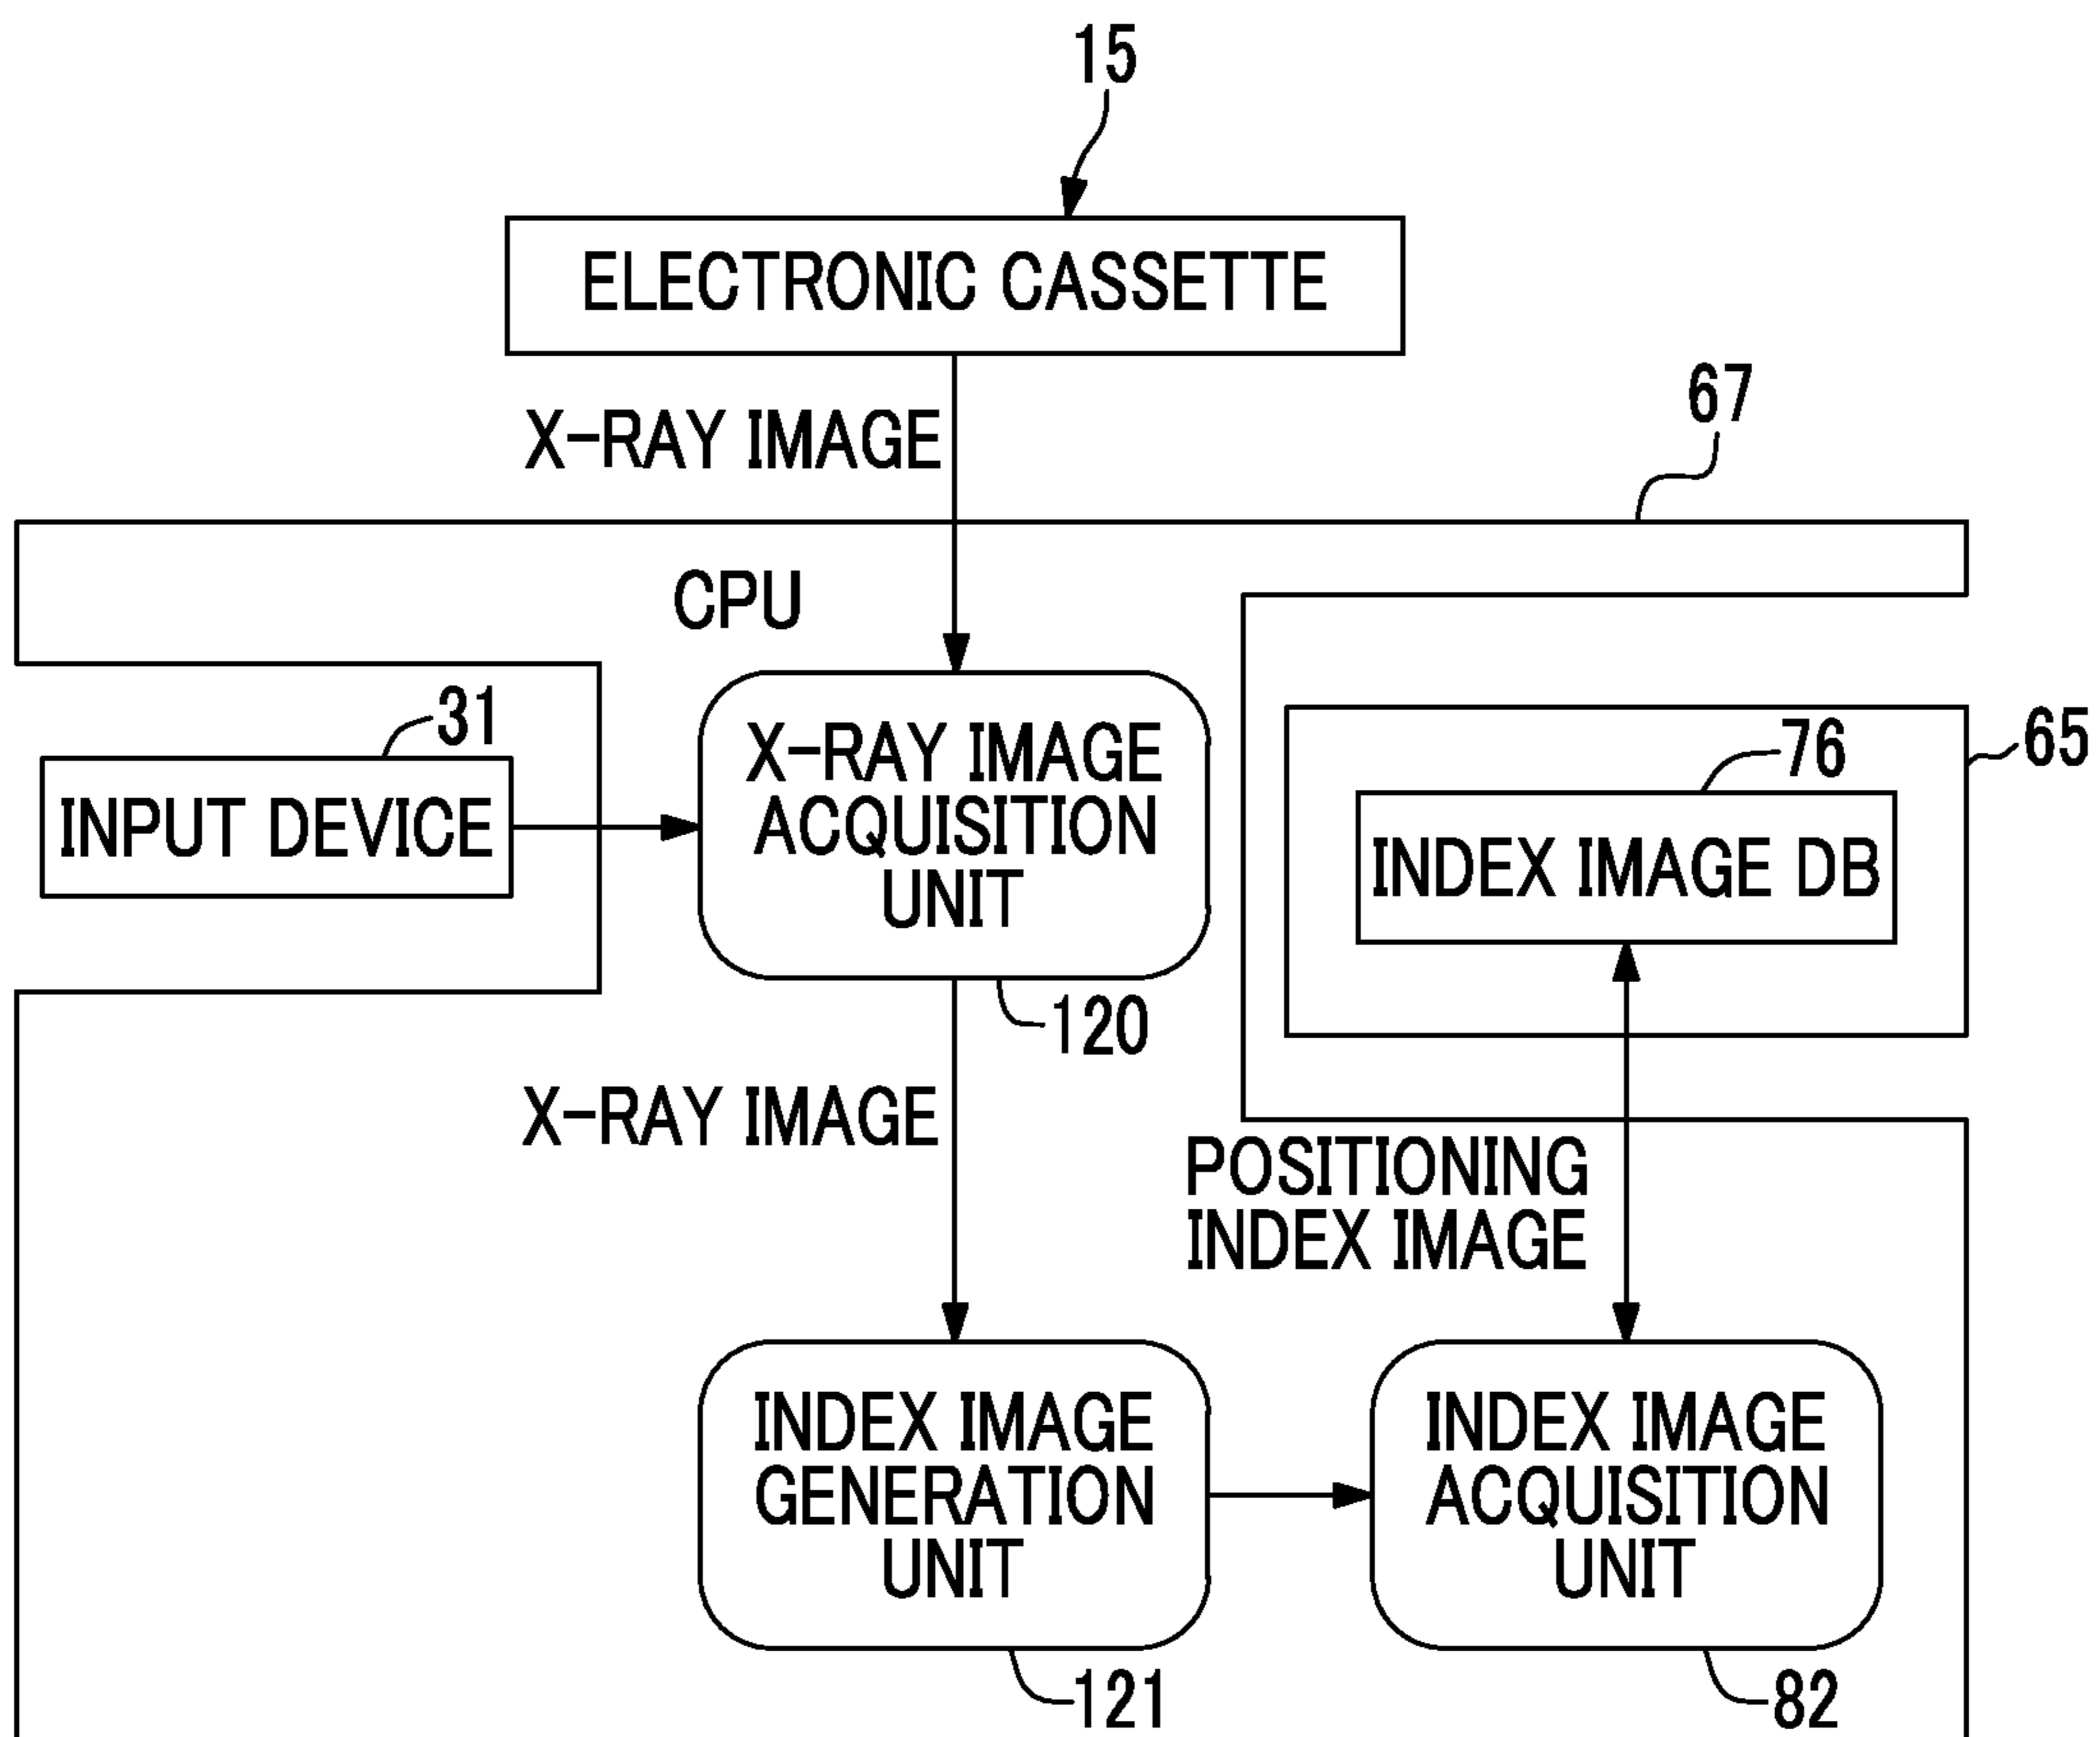 15
ELECTRONIC CASSETTE
X-RAY IMAGE
67
CPU
31
INPUT DEVICE
X-RAY IMAGE
ACQUISITION
UNIT
120
65
76
INDEX IMAGE DB
X-RAY IMAGE
POSITIONING
INDEX IMAGE
INDEX IMAGE
GENERATION
UNIT
121
INDEX IMAGE
ACQUISITION
UNIT
82